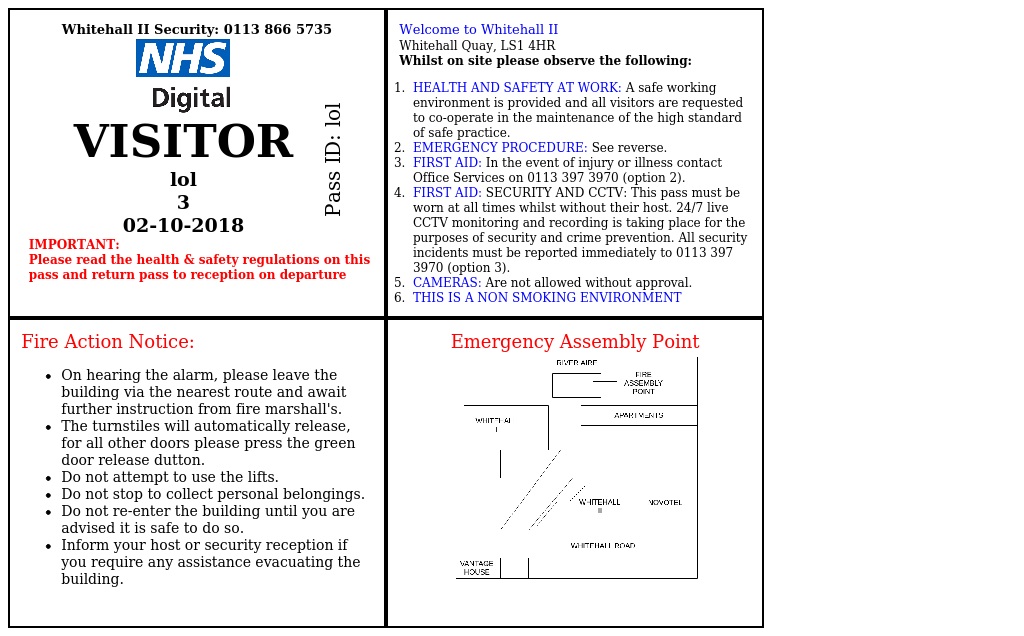 Whitehall II Security: 0113 866 5735
NHS
Digital
VISITOR
lol
3
02-10-2018
Pass ID: lol
IMPORTANT:
Please read the health & safety regulations on this
pass and return pass to reception on departure
Welcome to Whitehall II
Whitehall Quay, LS1 4HR
Whilst on site please observe the following:
1. HEALTH AND SAFETY AT WORK: A safe working
environment is provided and all visitors are requested
to co-operate in the maintenance of the high standard
of safe practice.
2. EMERGENCY PROCEDURE: See reverse.
3. FIRST AID: In the event of injury or illness contact
Office Services on 0113 397 3970 (option 2).
4. FIRST AID: SECURITY AND CCTV: This pass must be
worn at all times whilst without their host. 24/7 live
CCTV monitoring and recording is taking place for the
purposes of security and crime prevention. All security
incidents must be reported immediately to 0113 397
3970 (option 3).
5. CAMERAS: Are not allowed without approval.
6. THIS IS A NON SMOKING ENVIRONMENT
Fire Action Notice:
• On hearing the alarm, please leave the
building via the nearest route and await
further instruction from fire marshall's.
• The turnstiles will automatically release,
for all other doors please press the green
door release dutton.
• Do not attempt to use the lifts.
• Do not stop to collect personal belongings.
• Do not re-enter the building until you are
advised it is safe to do so.
• Inform your host or security reception if
you require any assistance evacuating the
building.
Emergency Assembly Point
RIVER AIRE
FIRE
ASSEMBLY
POINT
APARTMENTS
WHITEHAL
I
WHITEHALL
II
NOVOTEL
WHITEHALL ROAD
VANTAGE
HOUSE